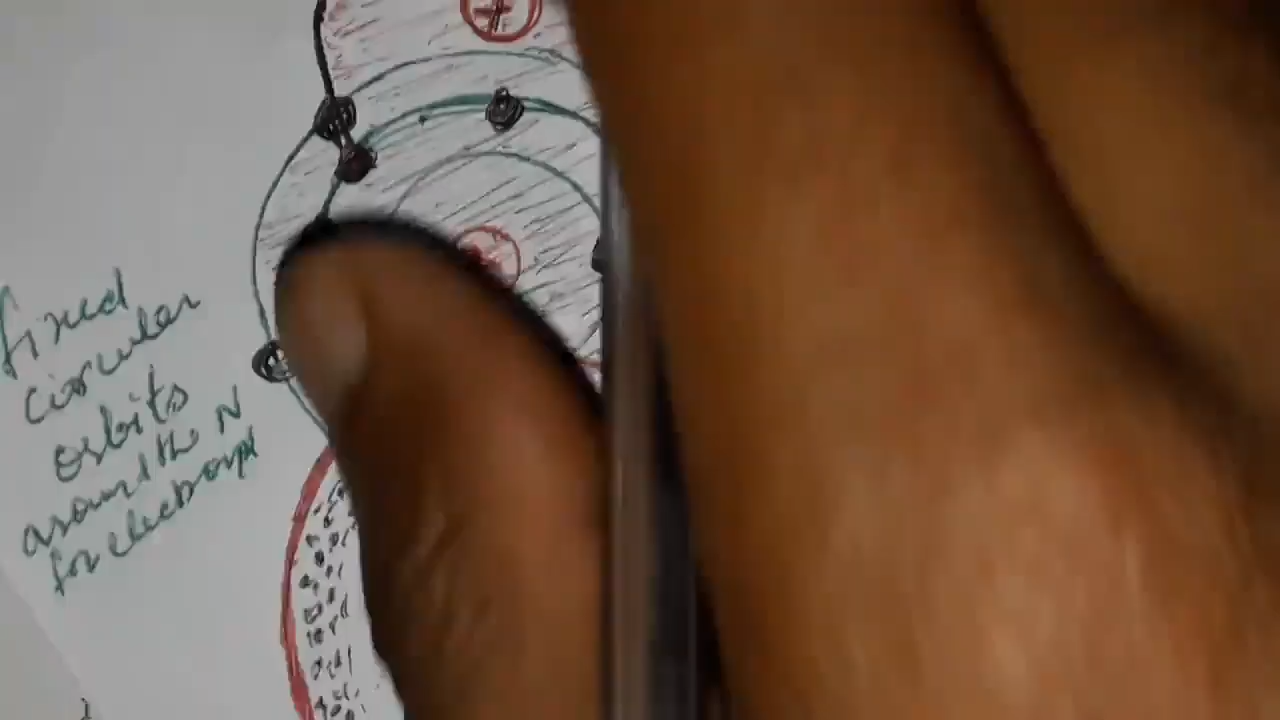 fixed
circular
orbits
around the N
for electrons
+